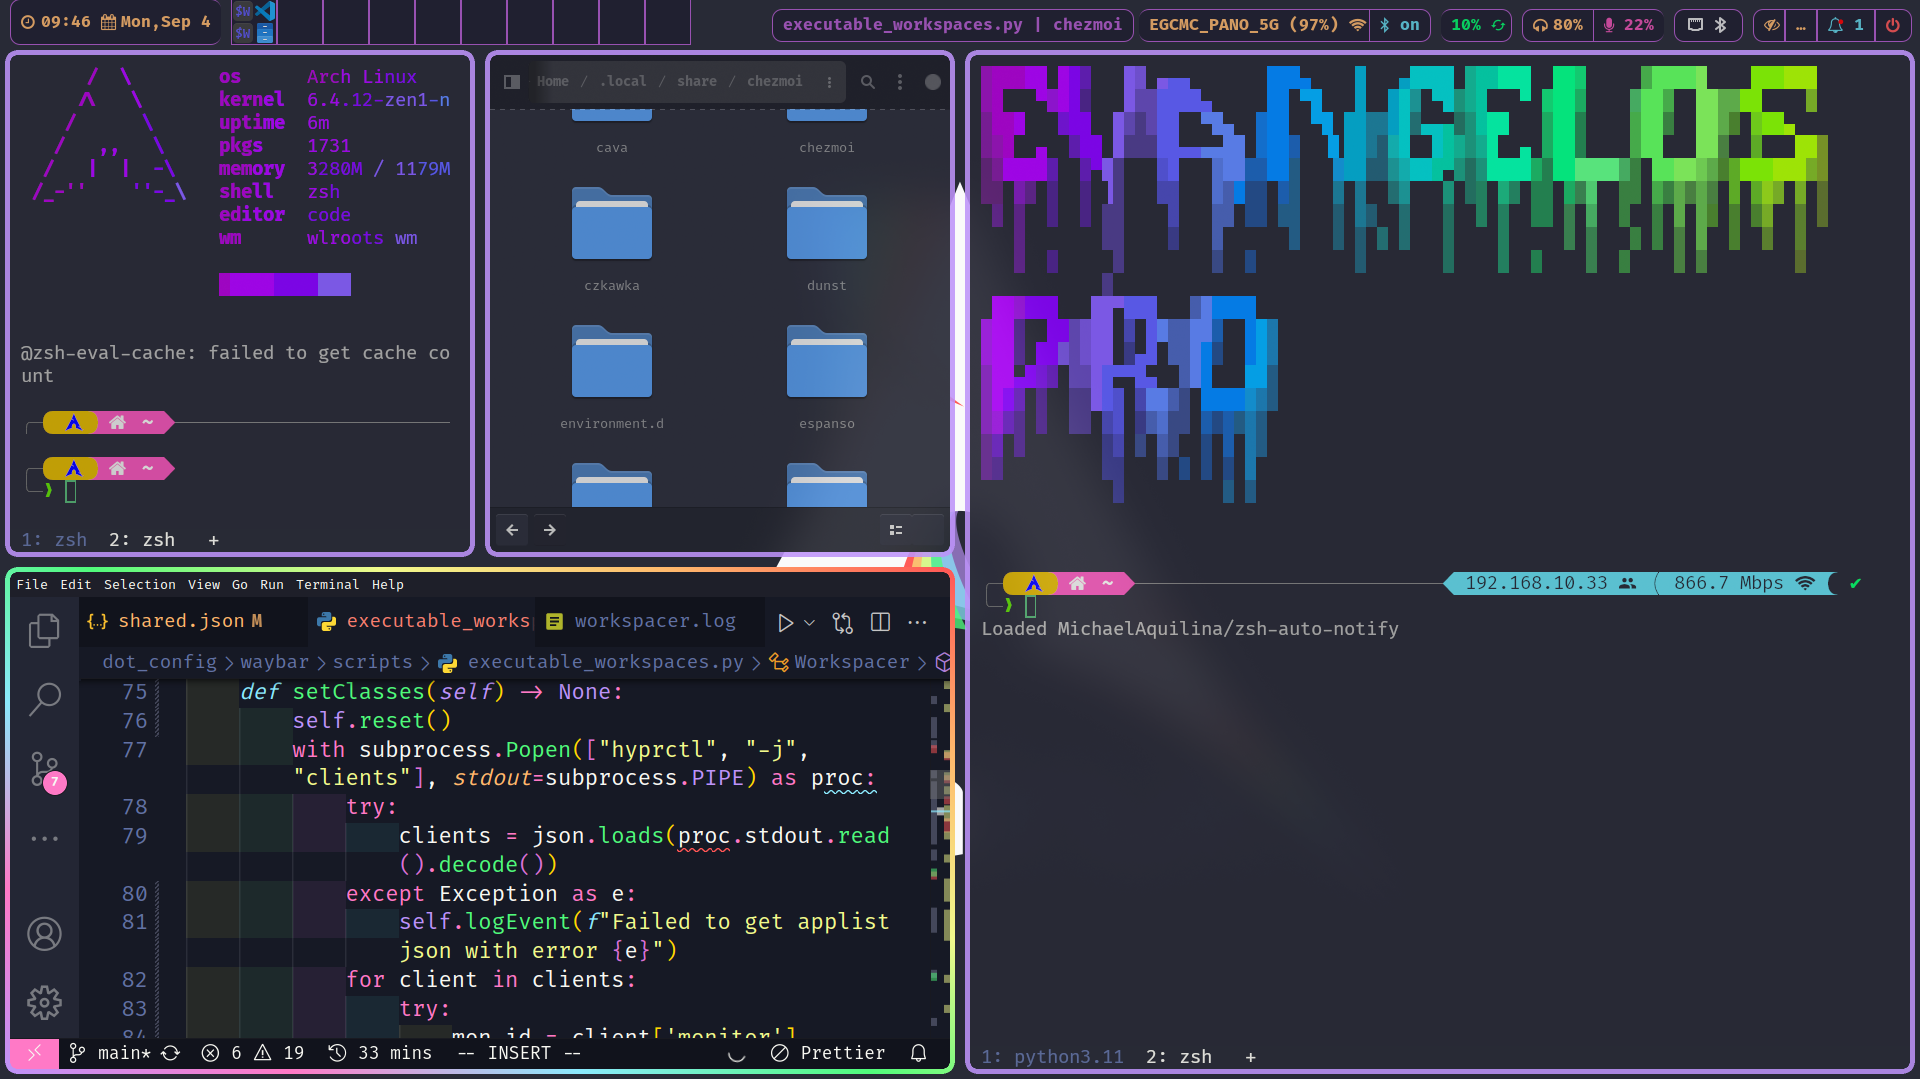 09:46 Mon,Sep 4
$W
$W
executable_workspaces.py | chezmoi
EGCMC_PANO_5G (97%)
on
10%
80%
22%
…
1
os Arch Linux
kernel 6.4.12-zen1-n
uptime 6m
pkgs 1731
memory 3280M / 1179M
shell zsh
editor code
wm wlroots wm
@zsh-eval-cache: failed to get cache co
unt
~
~
❯
1: zsh 2: zsh +
Home / .local / share / chezmoi
cava chezmoi
czkawka dunst
environment.d espanso
EVANGELOS
PRO
~ 192.168.10.33 866.7 Mbps ✔
❯
Loaded MichaelAquilina/zsh-auto-notify
1: python3.11 2: zsh +
File Edit Selection View Go Run Terminal Help
{..} shared.json M executable_works workspacer.log
dot_config > waybar > scripts > executable_workspaces.py > Workspacer >
75 def setClasses(self) -> None:
76 self.reset()
77 with subprocess.Popen(["hyprctl", "-j",
"clients"], stdout=subprocess.PIPE) as proc:
78 try:
79 clients = json.loads(proc.stdout.read
().decode())
80 except Exception as e:
81 self.logEvent(f"Failed to get applist
json with error {e}")
82 for client in clients:
83 try:
84 mon_id = client['monitor']
7
main* 6 19 33 mins -- INSERT -- Prettier